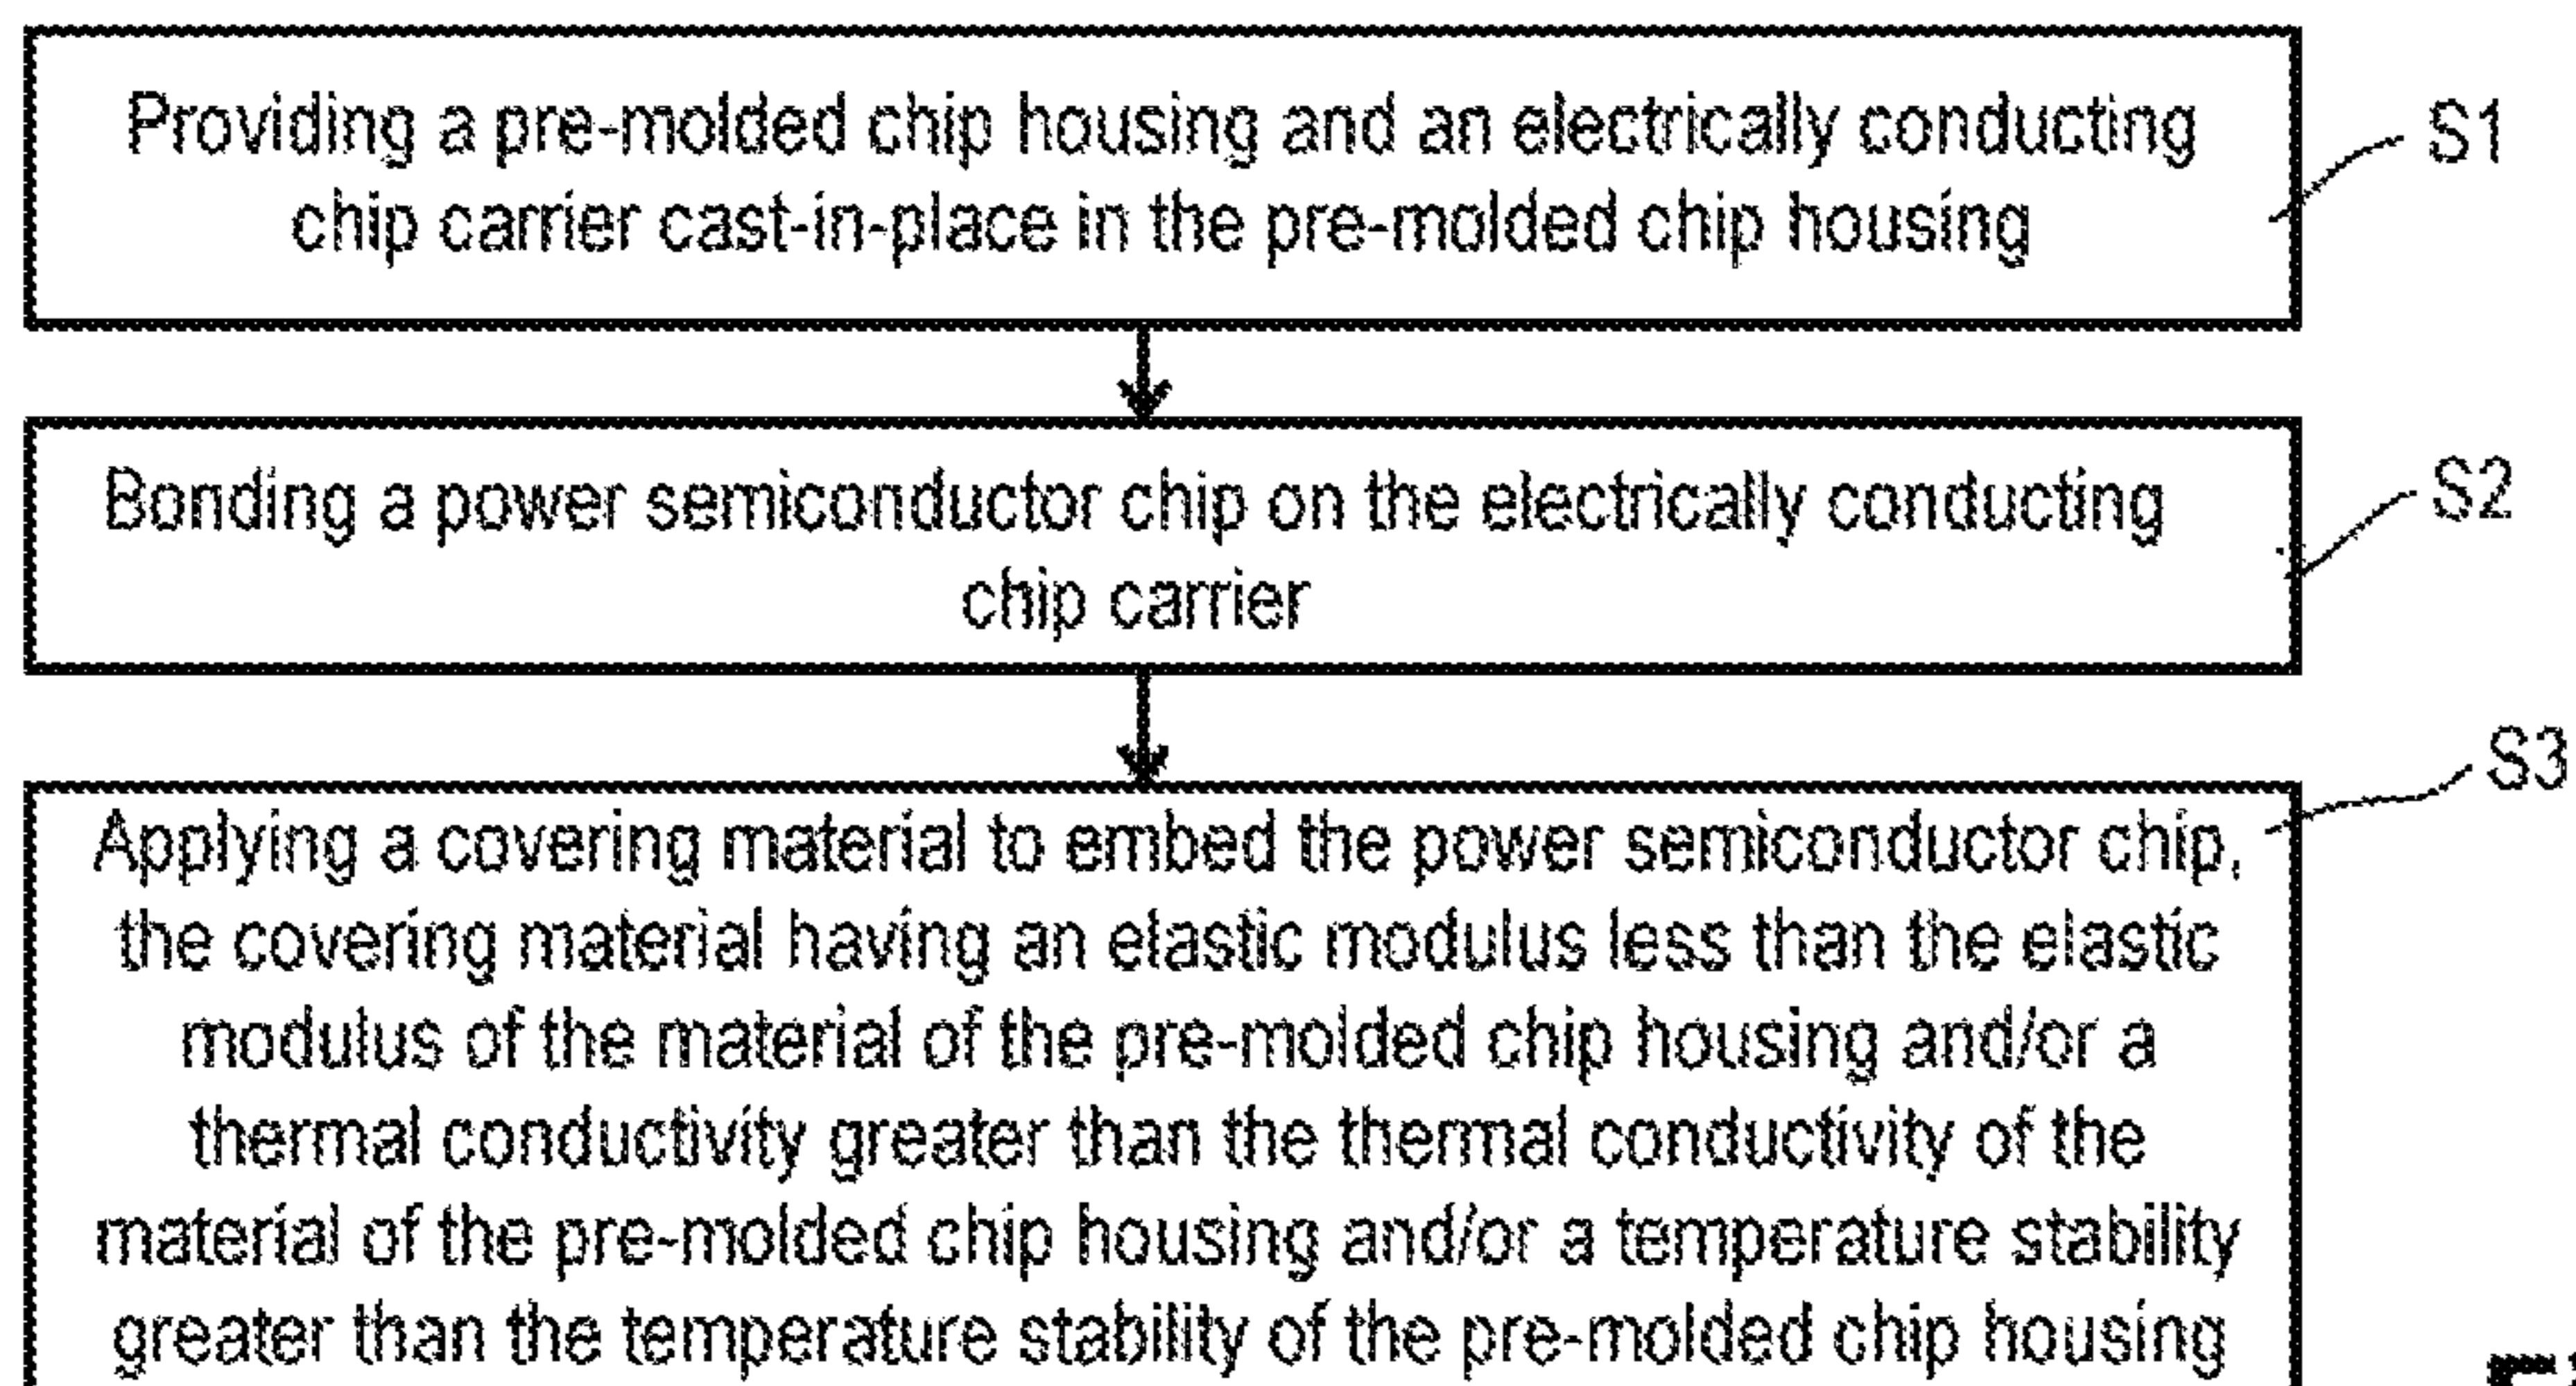 Providing a pre-molded chip housing and an electrically conducting
chip carrier cast-in-place in the pre-molded chip housing
S1
Bonding a power semiconductor chip on the electrically conducting
chip carrier
S2
S3
Applying a covering material to embed the power semiconductor chip,
the covering material having an elastic modulus less than the elastic
modulus of the material of the pre-molded chip housing and/or a
thermal conductivity greater than the thermal conductivity of the
material of the pre-molded chip housing and/or a temperature stability
greater than the temperature stability of the pre-molded chip housing